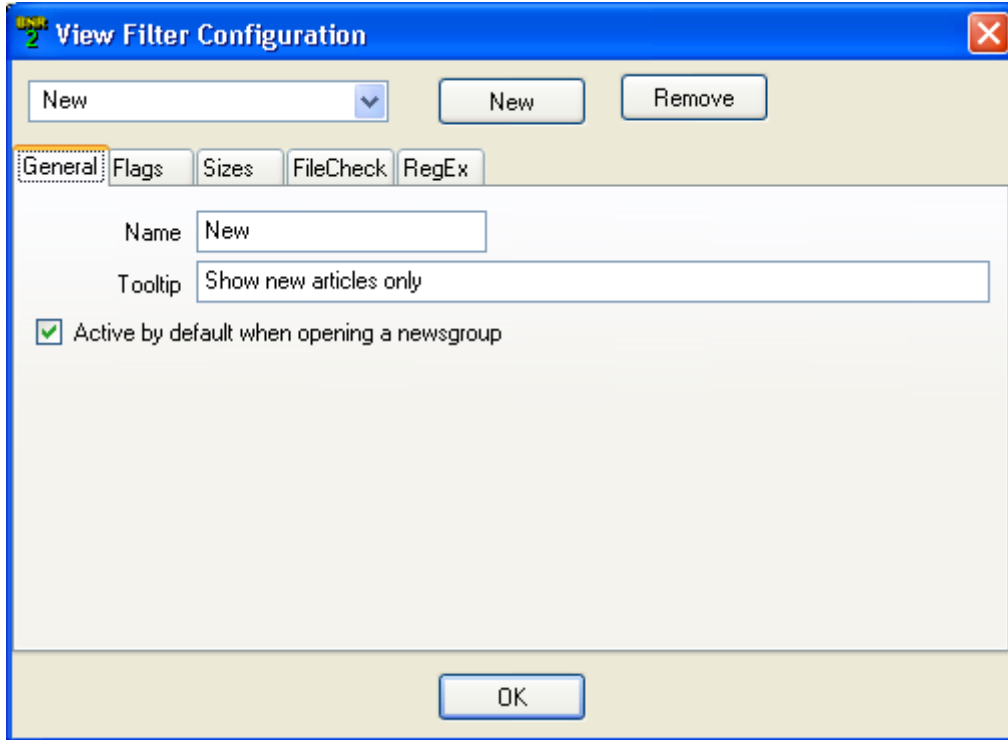 View Filter Configuration
New New Remove
General Flags Sizes FileCheck RegEx
Name New
Tooltip Show new articles only
Active by default when opening a newsgroup
OK